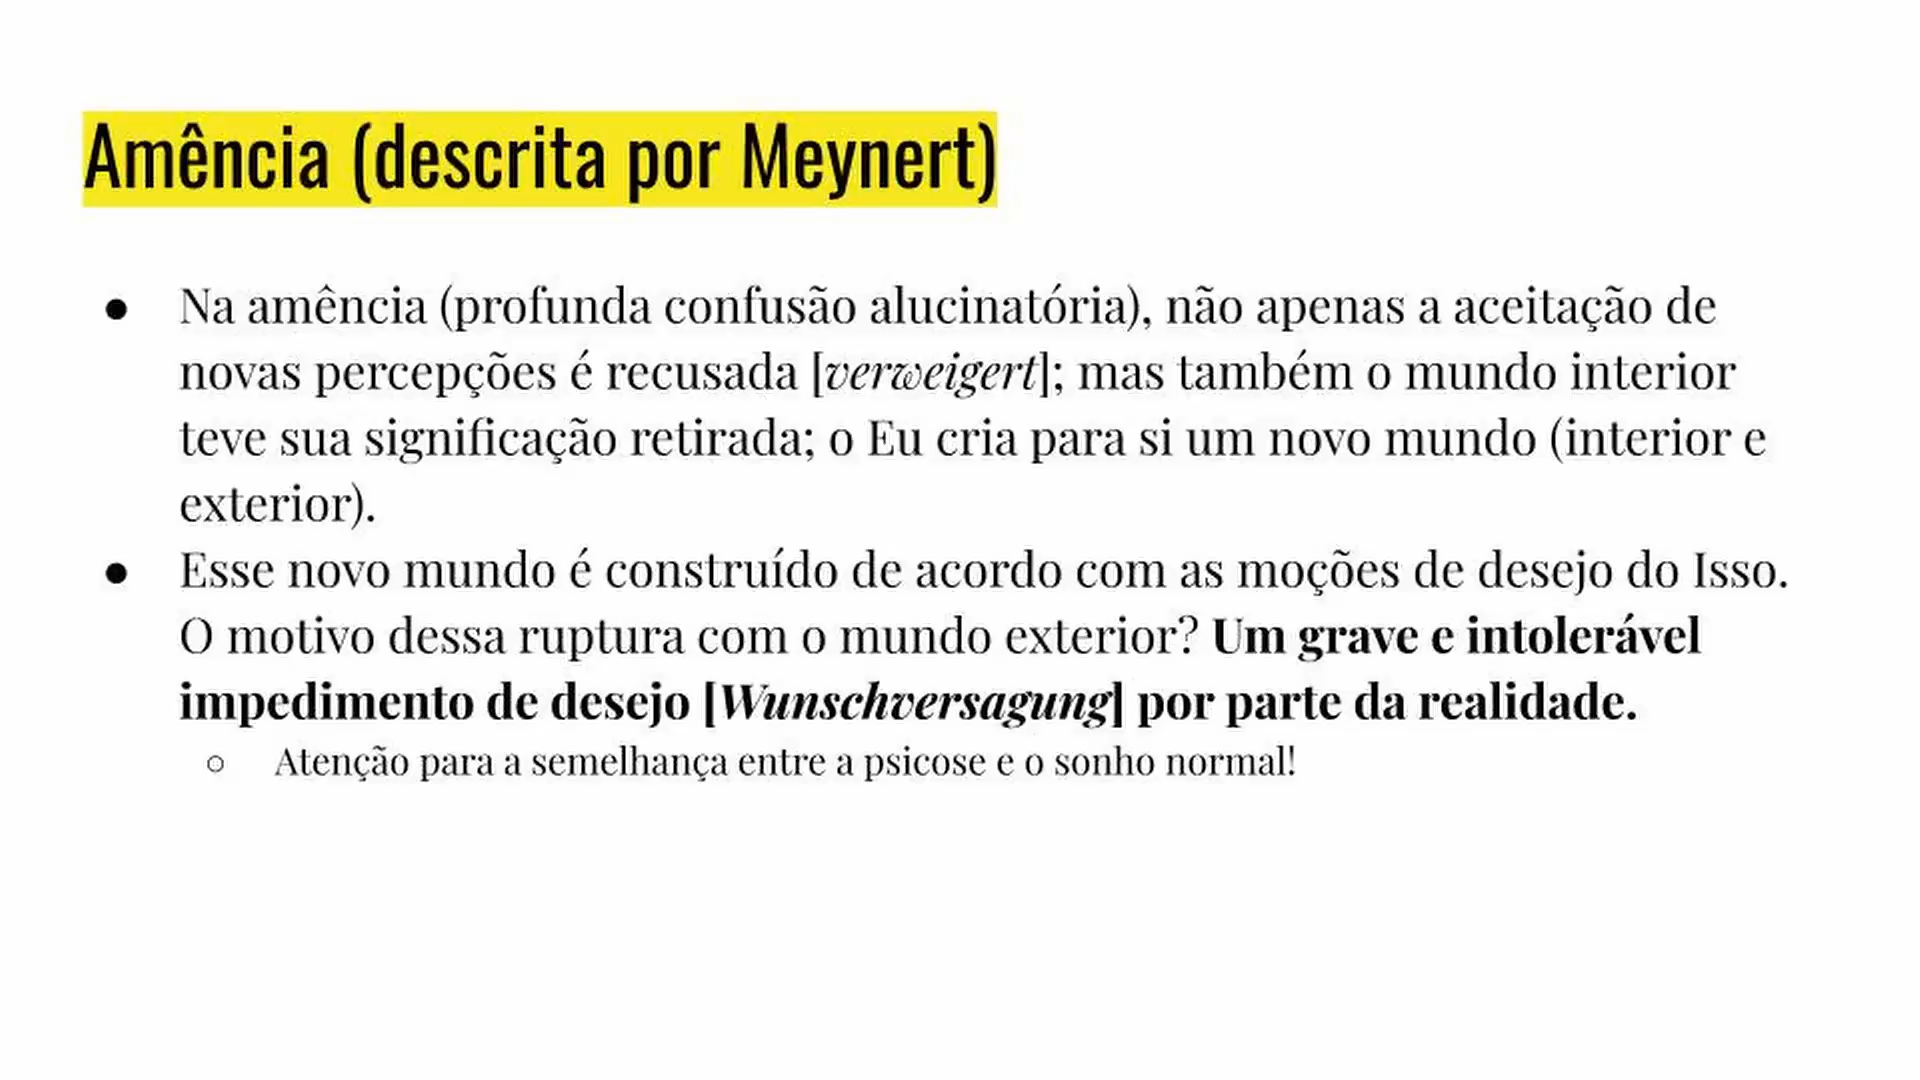 Amência (descrita por Meynert)
● Na amência (profunda confusão alucinatória), não apenas a aceitação de
novas percepções é recusada [verweigert]; mas também o mundo interior
teve sua significação retirada; o Eu cria para si um novo mundo (interior e
exterior).
● Esse novo mundo é construído de acordo com as moções de desejo do Isso.
O motivo dessa ruptura com o mundo exterior? Um grave e intolerável
impedimento de desejo [Wunschversagung] por parte da realidade.
○ Atenção para a semelhança entre a psicose e o sonho normal!